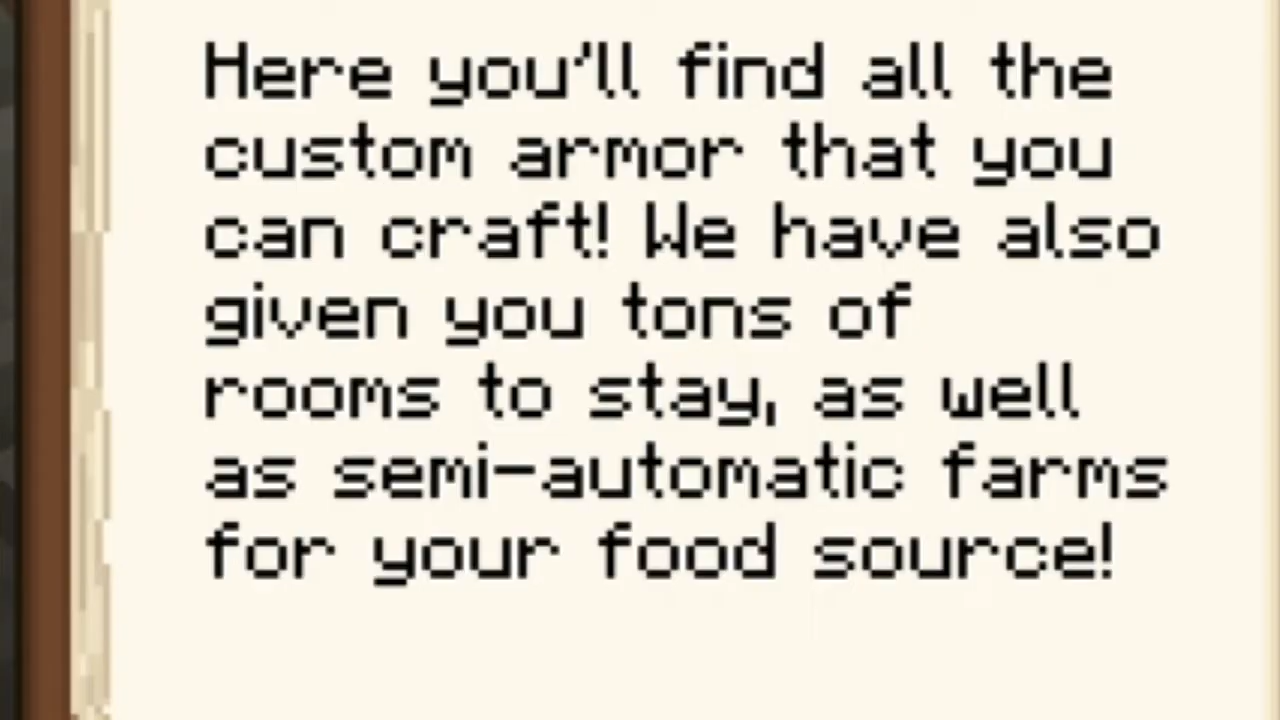 Here you'll find all the
custom armor that you
can craft! We have also
given you tons of
rooms to stay, as well
as semi-automatic farms
for your food source!